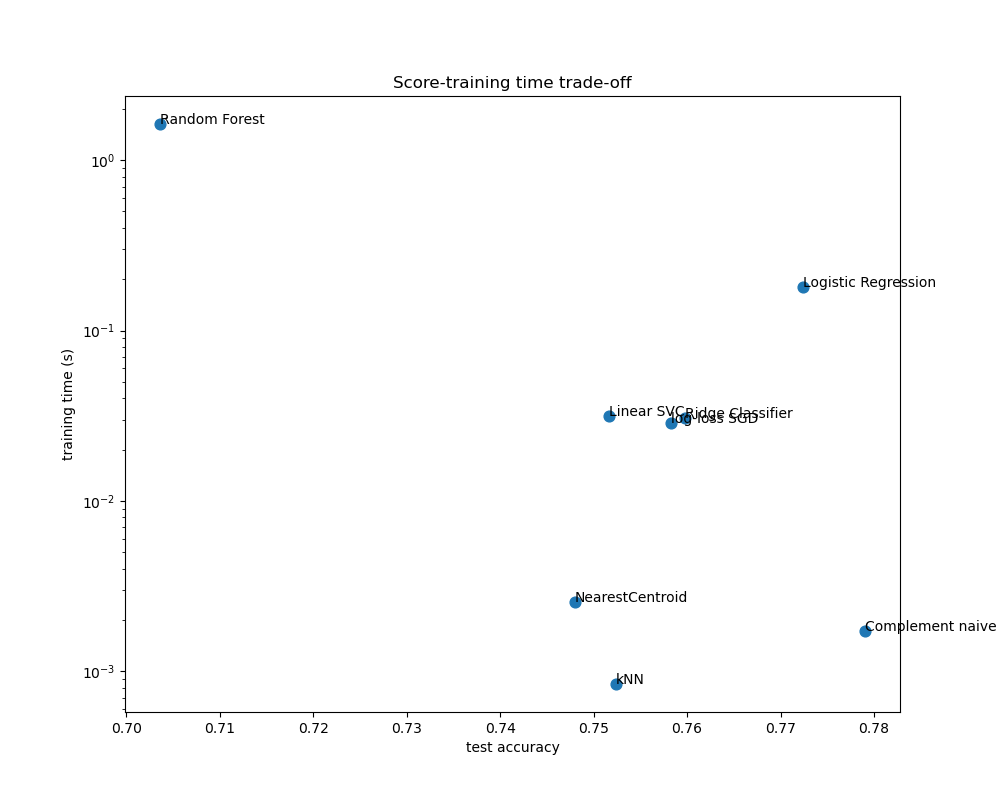 Score-training time trade-off
Random Forest
Logistic Regression
Linear SVC
Ridge Classifier
log loss SGD
NearestCentroid
Complement naive
kNN
10⁰
10⁻¹
10⁻²
10⁻³
training time (s)
0.70 0.71 0.72 0.73 0.74 0.75 0.76 0.77 0.78
test accuracy